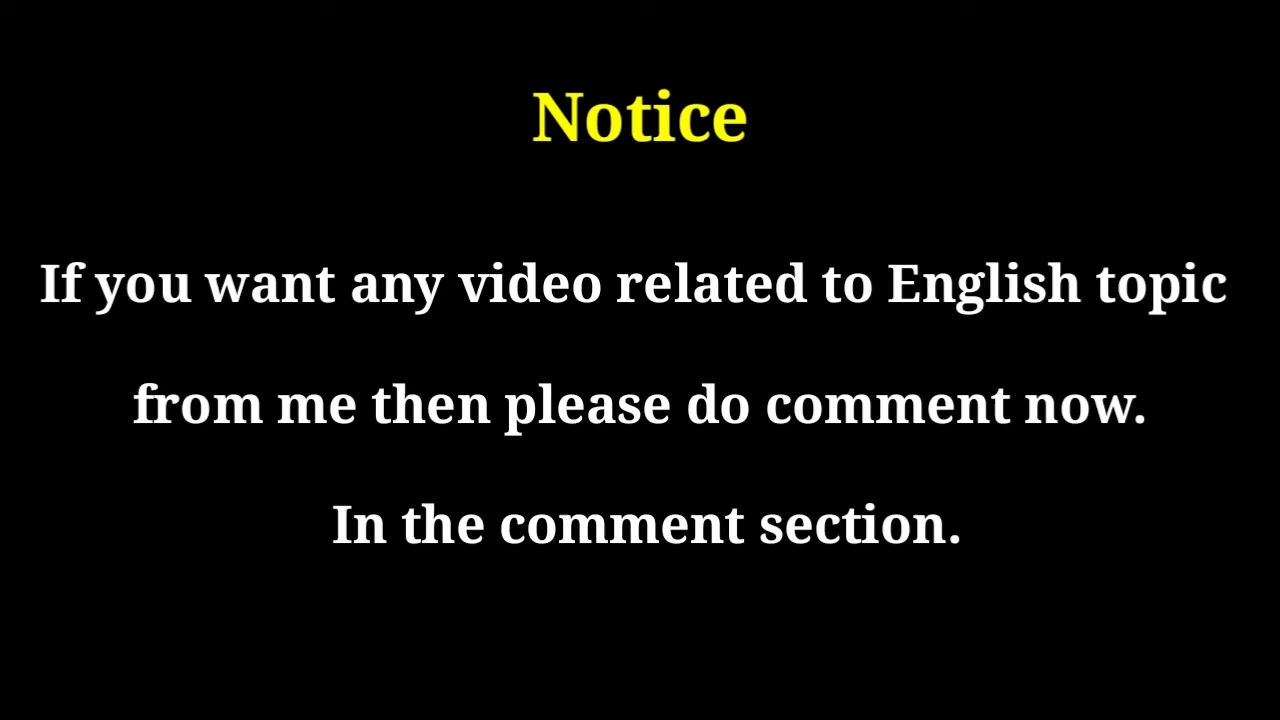 Notice
If you want any video related to English topic
from me then please do comment now.
In the comment section.